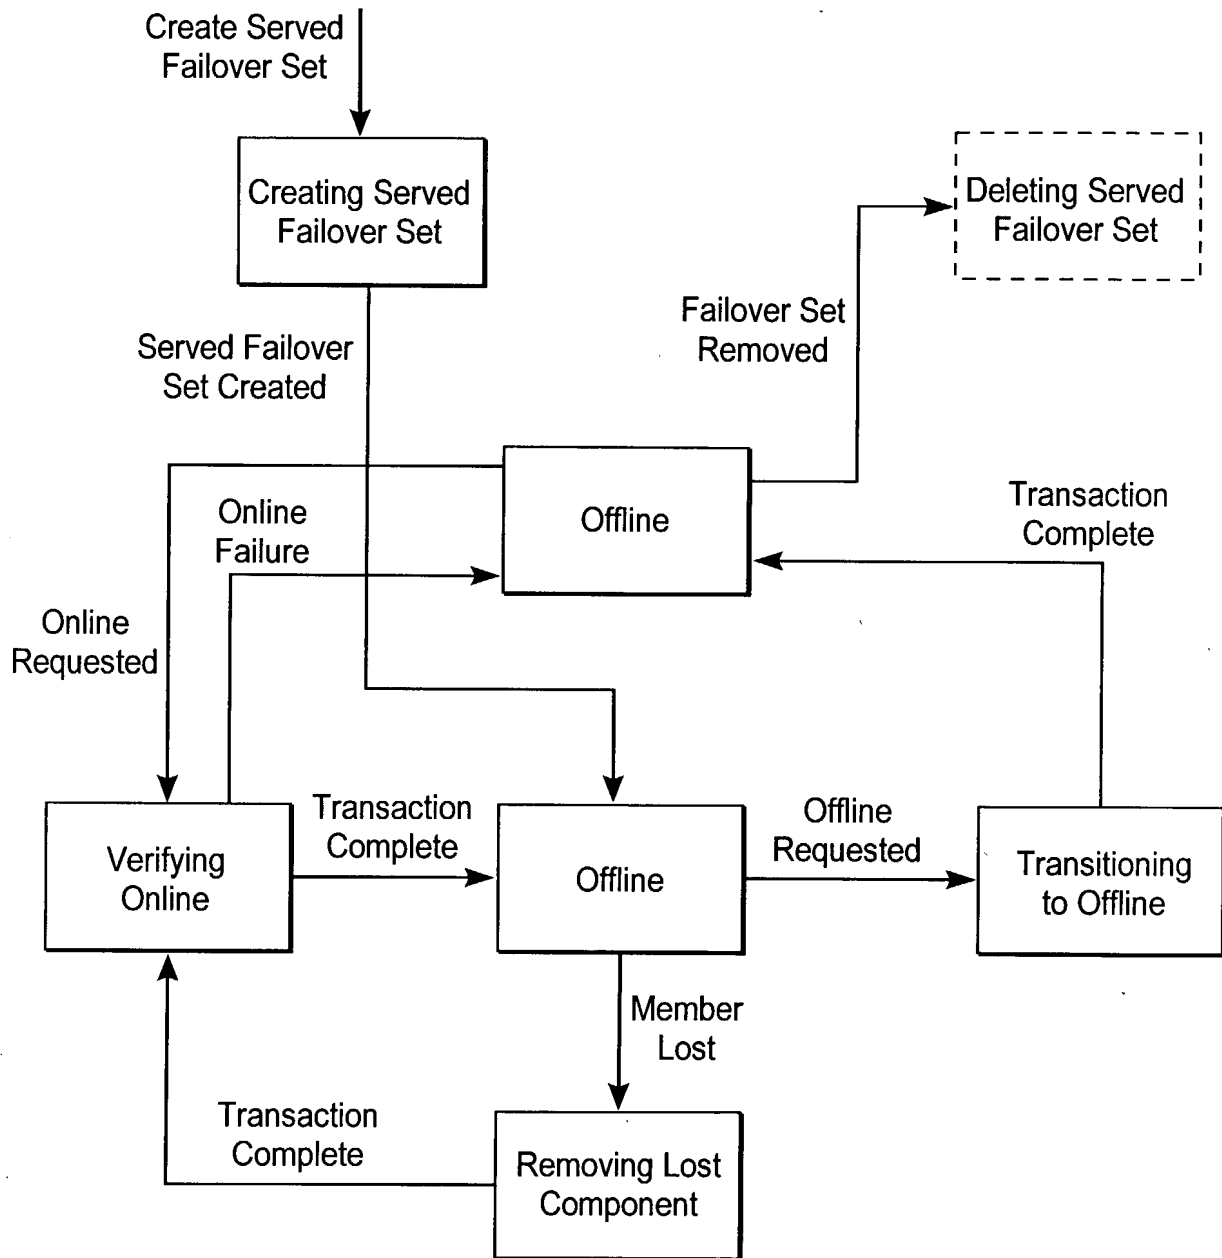 Create Served
Failover Set
Creating Served
Failover Set
Deleting Served
Failover Set
Served Failover
Set Created
Failover Set
Removed
Online
Failure
Offline
Transaction
Complete
Online
Requested
Verifying
Online
Transaction
Complete
Offline
Offline
Requested
Transitioning
to Offline
Member
Lost
Transaction
Complete
Removing Lost
Component